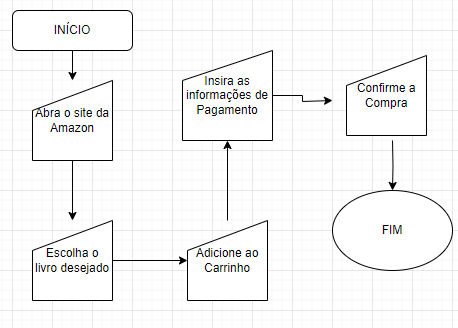 INÍCIO
Abra o site da
Amazon
Escolha o
livro desejado
Adicione ao
Carrinho
Insira as
informações de
Pagamento
Confirme a
Compra
FIM